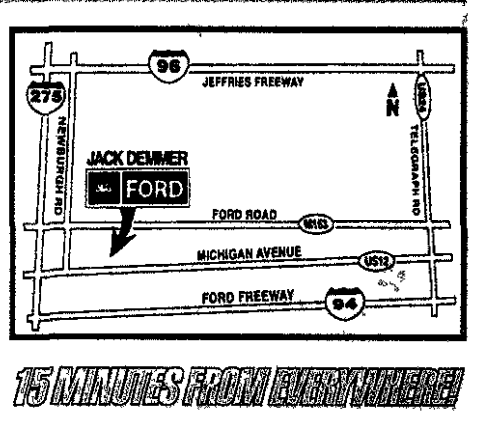 96
JEFFRIES FREEWAY
275
NEWBURGH RD
US24
N
TELEGRAPH RD
JACK DEMMER
FORD
FORD ROAD
M153
MICHIGAN AVENUE
US12
FORD FREEWAY
94
15 MINUTES FROM EVERYWHERE!